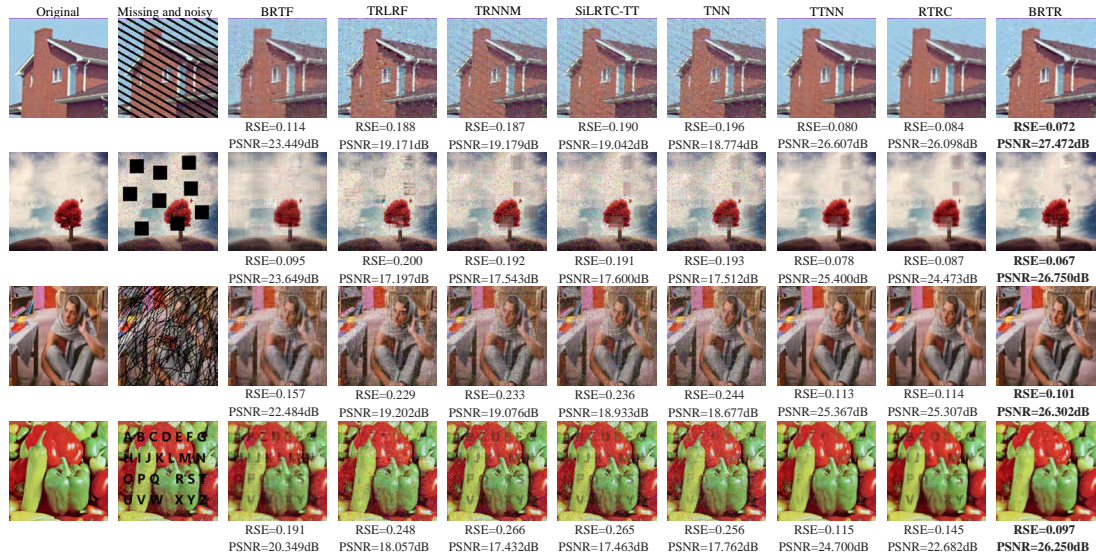 Original Missing and noisy BRTF TRLRF TRNNM SiLRTC-TT TNN TTNN RTRC BRTR
RSE=0.114 RSE=0.188 RSE=0.187 RSE=0.190 RSE=0.196 RSE=0.080 RSE=0.084 RSE=0.072
PSNR=23.449dB PSNR=19.171dB PSNR=19.179dB PSNR=19.042dB PSNR=18.774dB PSNR=26.607dB PSNR=26.098dB PSNR=27.472dB
RSE=0.095 RSE=0.200 RSE=0.192 RSE=0.191 RSE=0.193 RSE=0.078 RSE=0.087 RSE=0.067
PSNR=23.649dB PSNR=17.197dB PSNR=17.543dB PSNR=17.600dB PSNR=17.512dB PSNR=25.400dB PSNR=24.473dB PSNR=26.750dB
RSE=0.157 RSE=0.229 RSE=0.233 RSE=0.236 RSE=0.244 RSE=0.113 RSE=0.114 RSE=0.101
PSNR=22.484dB PSNR=19.202dB PSNR=19.076dB PSNR=18.933dB PSNR=18.677dB PSNR=25.367dB PSNR=25.307dB PSNR=26.302dB
A B C D E F G
H I J K L M N
O P Q R S T
U V W X Y Z
RSE=0.191 RSE=0.248 RSE=0.266 RSE=0.265 RSE=0.256 RSE=0.115 RSE=0.145 RSE=0.097
PSNR=20.349dB PSNR=18.057dB PSNR=17.432dB PSNR=17.463dB PSNR=17.762dB PSNR=24.700dB PSNR=22.682dB PSNR=26.250dB